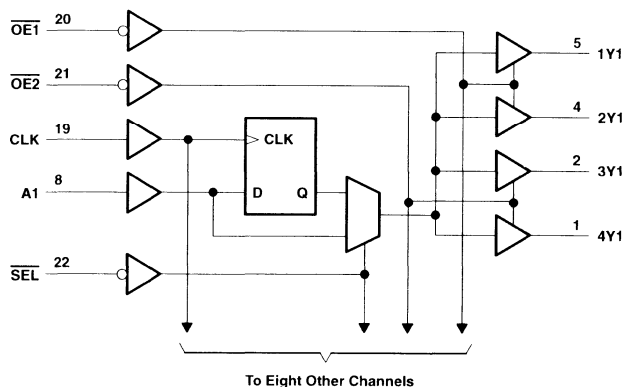 OE1 20
OE2 21
CLK 19
A1 8
SEL 22
CLK
D Q
5 1Y1
4 2Y1
2 3Y1
1 4Y1
To Eight Other Channels